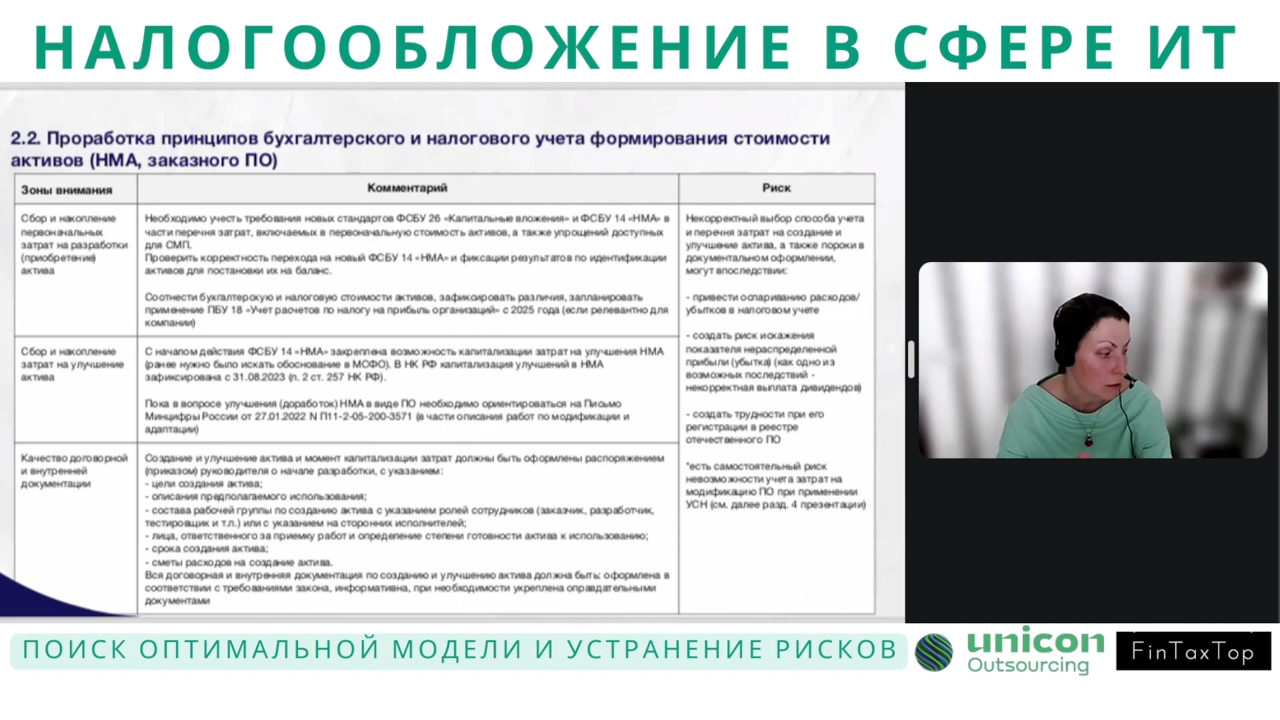 НАЛОГООБЛОЖЕНИЕ В СФЕРЕ ИТ
2.2. Проработка принципов бухгалтерского и налогового учета формирования стоимости
активов (НМА, заказного ПО)
Зоны внимания
Комментарий
Риск
Сбор и накопление
первоначальных
затрат на разработки
(приобретение)
актива
Необходимо учесть требования новых стандартов ФСБУ 26 «Капитальные вложения» и ФСБУ 14 «НМА» в
части перечня затрат, включаемых в первоначальную стоимость активов, а также упрощений доступных
для СМП.
Проверить корректность перехода на новый ФСБУ 14 «НМА» и фиксации результатов по идентификации
активов для постановки их на баланс.
Соотнести бухгалтерскую и налоговую стоимости активов, зафиксировать различия, запланировать
применение ПБУ 18 «Учет расчетов по налогу на прибыль организаций» с 2025 года (если релевантно для
компании)
Сбор и накопление
затрат на улучшение
актива
С началом действия ФСБУ 14 «НМА» закреплена возможность капитализации затрат на улучшения НМА
(ранее нужно было искать обоснование в МСФО). В НК РФ капитализация улучшений в НМА
зафиксирована с 31.08.2023 (п. 2 ст. 257 НК РФ).
Пока в вопросе улучшения (доработок) НМА в виде ПО необходимо ориентироваться на Письмо
Минцифры России от 27.01.2022 N П11-2-05-200-3571 (в части описания работ по модификации и
адаптации)
Качество договорной
и внутренней
документации
Создание и улучшение актива и момент капитализации затрат должны быть оформлены распоряжением
(приказом) руководителя о начале разработки, с указанием:
- цели создания актива;
- описания предполагаемого использования;
- состава рабочей группы по созданию актива с указанием ролей сотрудников (заказчик, разработчик,
тестировщик и т.п.) или с указанием на сторонних исполнителей;
- лица, ответственного за приемку работ и определение степени готовности актива к использованию;
- срока создания актива;
- сметы расходов на создание актива.
Вся договорная и внутренняя документация по созданию и улучшению актива должна быть: оформлена в
соответствии с требованиями закона, информативна, при необходимости укреплена оправдательными
документами
Некорректный выбор способа учета
и перечня затрат на создание и
улучшение актива, а также пороки в
документальном оформлении,
могут впоследствии:
- привести оспариванию расходов/
убытков в налоговом учете
- создать риск искажения
показателя нераспределенной
прибыли (убытка) (как одно из
возможных последствий -
некорректная выплата дивидендов)
- создать трудности при его
регистрации в реестре
отечественного ПО
*есть самостоятельный риск
невозможности учета затрат на
модификацию ПО при применении
УСН (см. далее разд. 4 презентации)
ПОИСК ОПТИМАЛЬНОЙ МОДЕЛИ И УСТРАНЕНИЕ РИСКОВ
unicon
Outsourcing
FinTaxTop